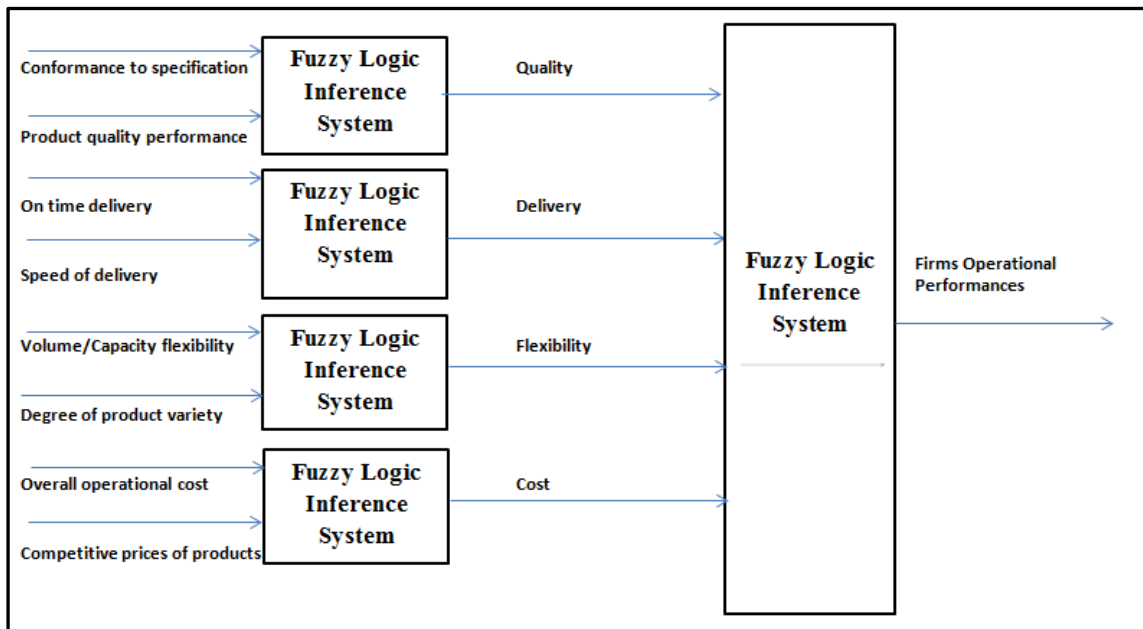 Conformance to specification
Product quality performance
Fuzzy Logic
Inference
System
Quality
On time delivery
Speed of delivery
Fuzzy Logic
Inference
System
Delivery
Volume/Capacity flexibility
Degree of product variety
Fuzzy Logic
Inference
System
Flexibility
Overall operational cost
Competitive prices of products
Fuzzy Logic
Inference
System
Cost
Fuzzy Logic
Inference
System
Firms Operational
Performances